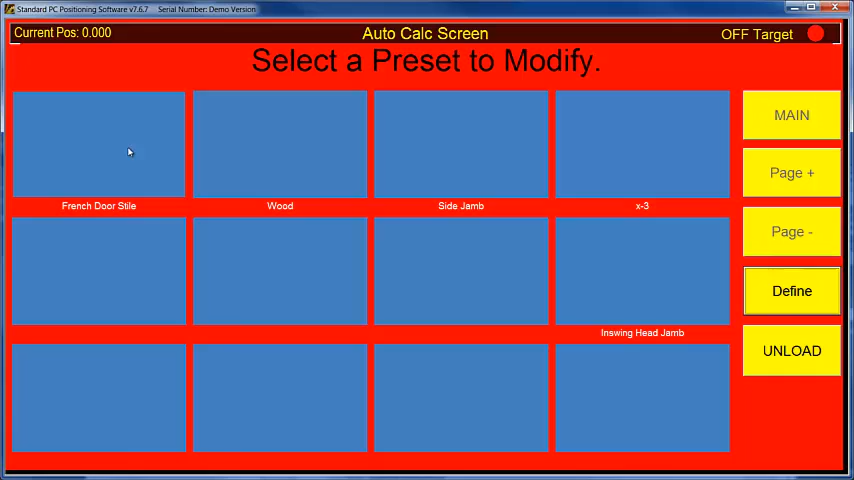 Standard PC Positioning Software v7.6.7 Serial Number: Demo Version
Current Pos: 0.000
Auto Calc Screen
OFF Target
Select a Preset to Modify.
MAIN
Page +
French Door Stile
Wood
Side Jamb
x-3
Page -
Define
Inswing Head Jamb
UNLOAD